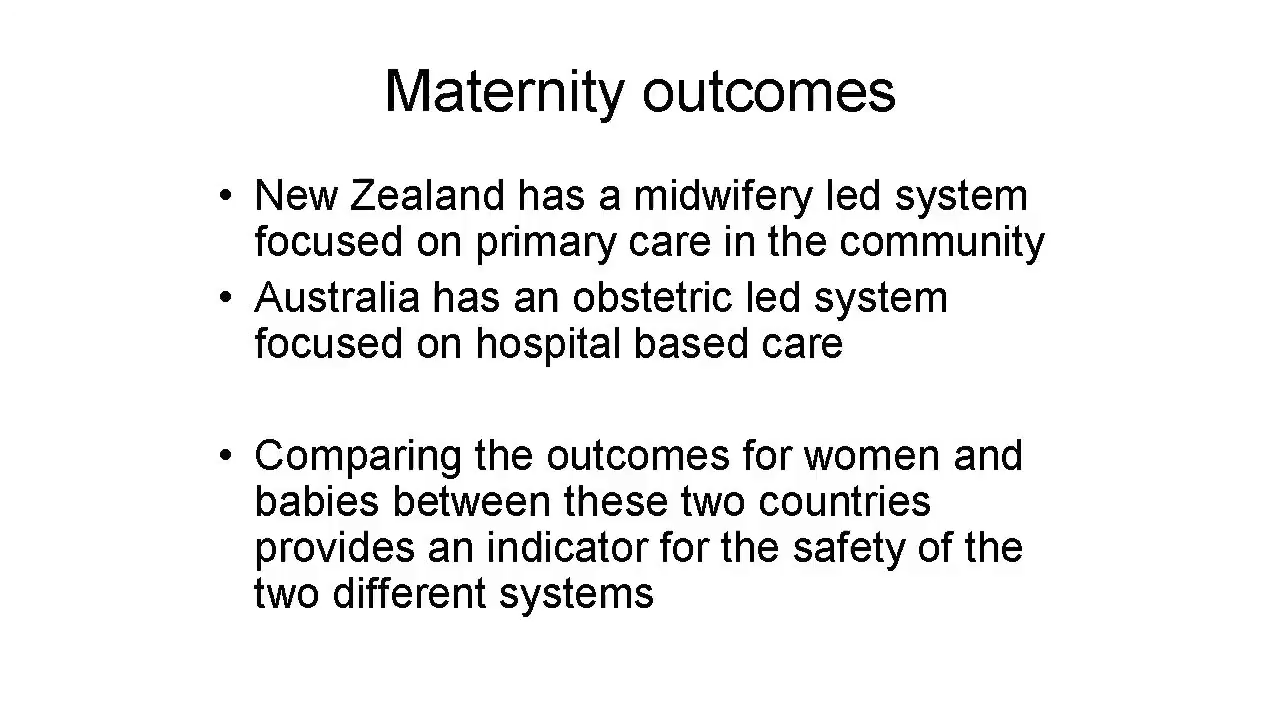 Maternity outcomes
• New Zealand has a midwifery led system
focused on primary care in the community
• Australia has an obstetric led system
focused on hospital based care
• Comparing the outcomes for women and
babies between these two countries
provides an indicator for the safety of the
two different systems